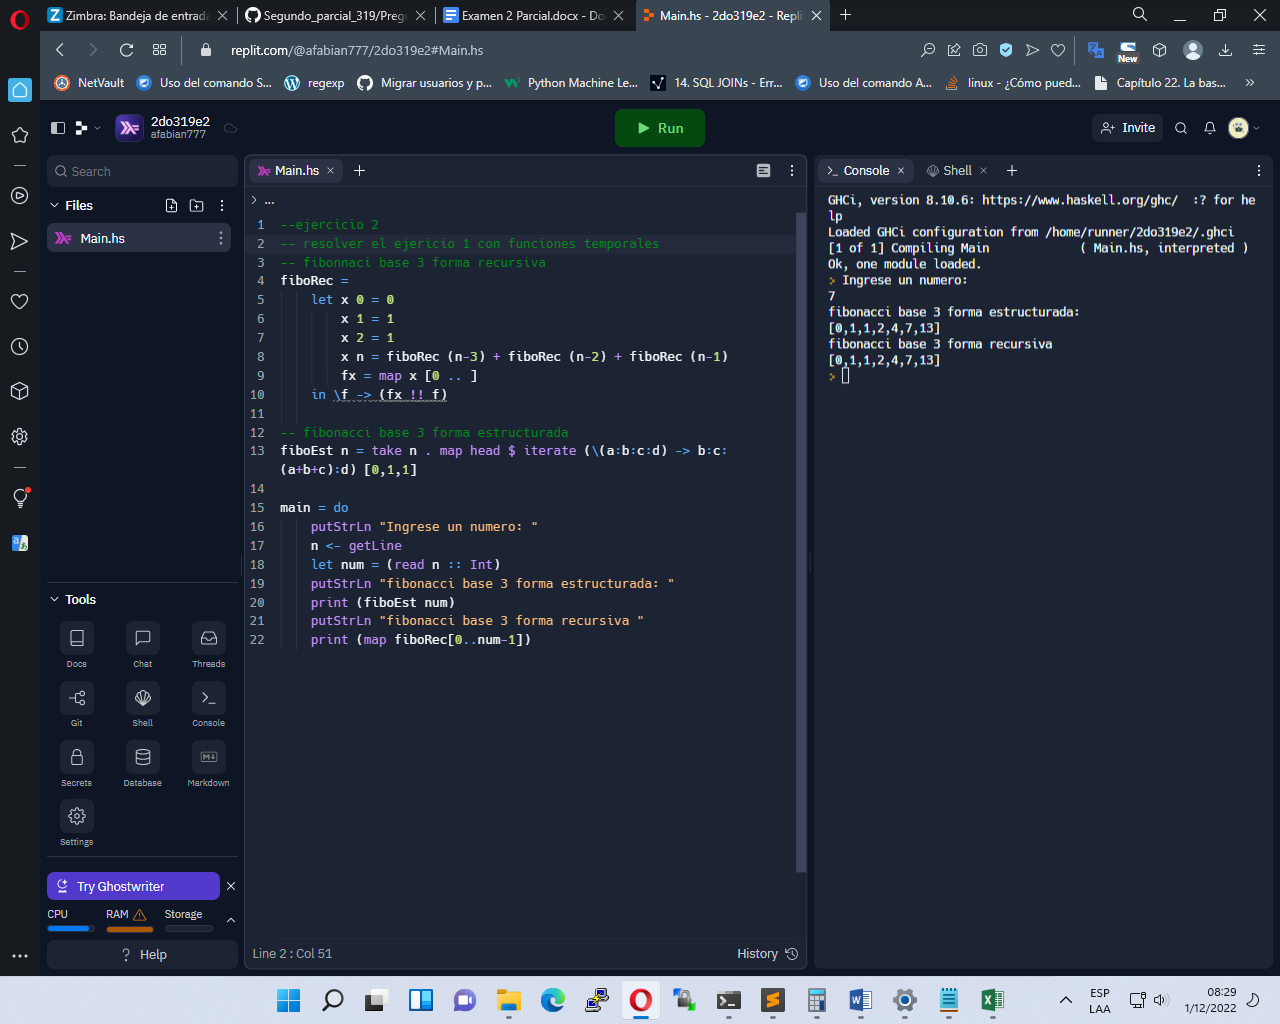 Zimbra: Bandeja de entrada
Segundo_parcial_319/Preg
Examen 2 Parcial.docx - Do
Main.hs - 2do319e2 - Repli
replit.com/@afabian777/2do319e2#Main.hs
New
NetVault
Uso del comando S...
regexp
Migrar usuarios y p...
Python Machine Le...
14. SQL JOINs - Err...
Uso del comando A...
linux - ¿Cómo pued...
Capítulo 22. La bas...
2do319e2
afabian777
Run
Invite
Search
Files
Main.hs
Main.hs
...
1 --ejercicio 2
2 -- resolver el ejericio 1 con funciones temporales
3 -- fibonnaci base 3 forma recursiva
4 fiboRec =
5 let x 0 = 0
6 x 1 = 1
7 x 2 = 1
8 x n = fiboRec (n-3) + fiboRec (n-2) + fiboRec (n-1)
9 fx = map x [0 .. ]
10 in \f -> (fx !! f)
11
12 -- fibonacci base 3 forma estructurada
13 fiboEst n = take n . map head $ iterate (\(a:b:c:d) -> b:c:
(a+b+c):d) [0,1,1]
14
15 main = do
16 putStrLn "Ingrese un numero: "
17 n <- getLine
18 let num = (read n :: Int)
19 putStrLn "fibonacci base 3 forma estructurada: "
20 print (fiboEst num)
21 putStrLn "fibonacci base 3 forma recursiva "
22 print (map fiboRec[0..num-1])
Line 2 : Col 51
History
Console
Shell
GHCi, version 8.10.6: https://www.haskell.org/ghc/ :? for he
lp
Loaded GHCi configuration from /home/runner/2do319e2/.ghci
[1 of 1] Compiling Main ( Main.hs, interpreted )
Ok, one module loaded.
> Ingrese un numero:
7
fibonacci base 3 forma estructurada:
[0,1,1,2,4,7,13]
fibonacci base 3 forma recursiva
[0,1,1,2,4,7,13]
>
Tools
Docs
Chat
Threads
Git
Shell
Console
Secrets
Database
Markdown
Settings
Try Ghostwriter
CPU
RAM
Storage
? Help
ESP
LAA
08:29
1/12/2022